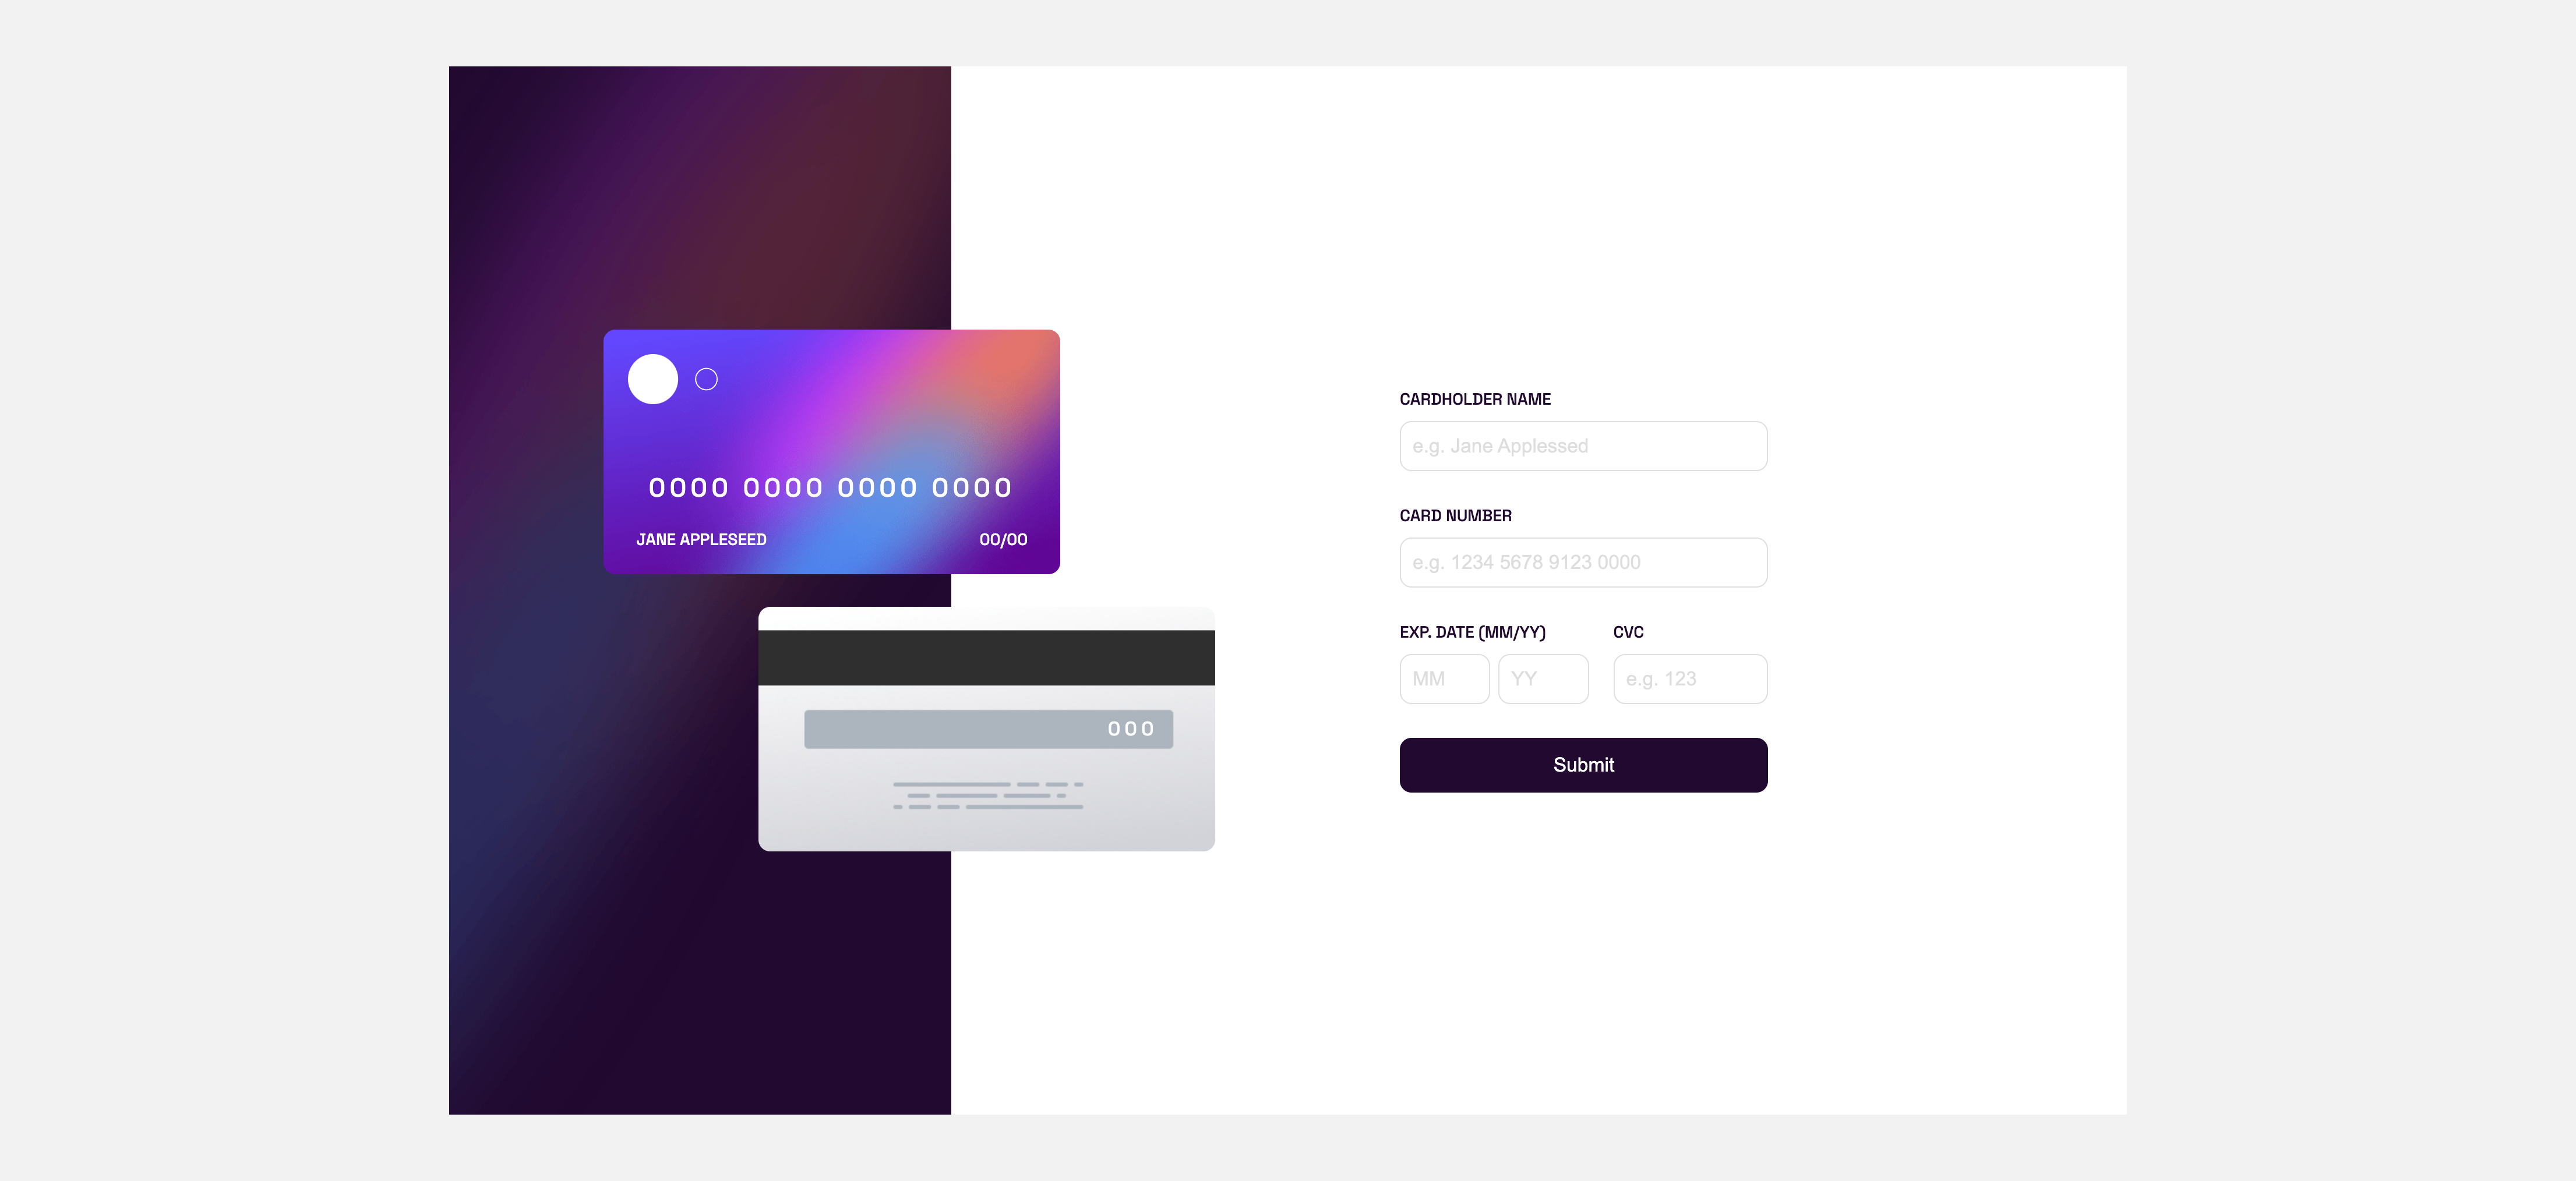 0000 0000 0000 0000
JANE APPLESEED 00/00
000
CARDHOLDER NAME
e.g. Jane Applessed
CARD NUMBER
e.g. 1234 5678 9123 0000
EXP. DATE (MM/YY) CVC
MM YY e.g. 123
Submit